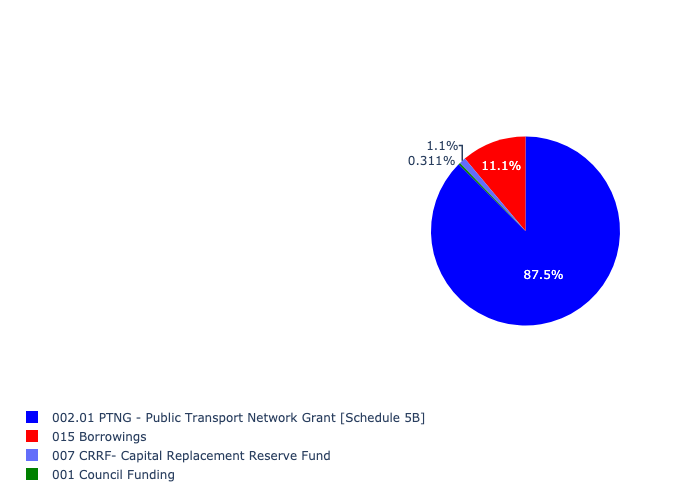 1.1%
0.311%
11.1%
87.5%
002.01 PTNG - Public Transport Network Grant [Schedule 5B]
015 Borrowings
007 CRRF- Capital Replacement Reserve Fund
001 Council Funding